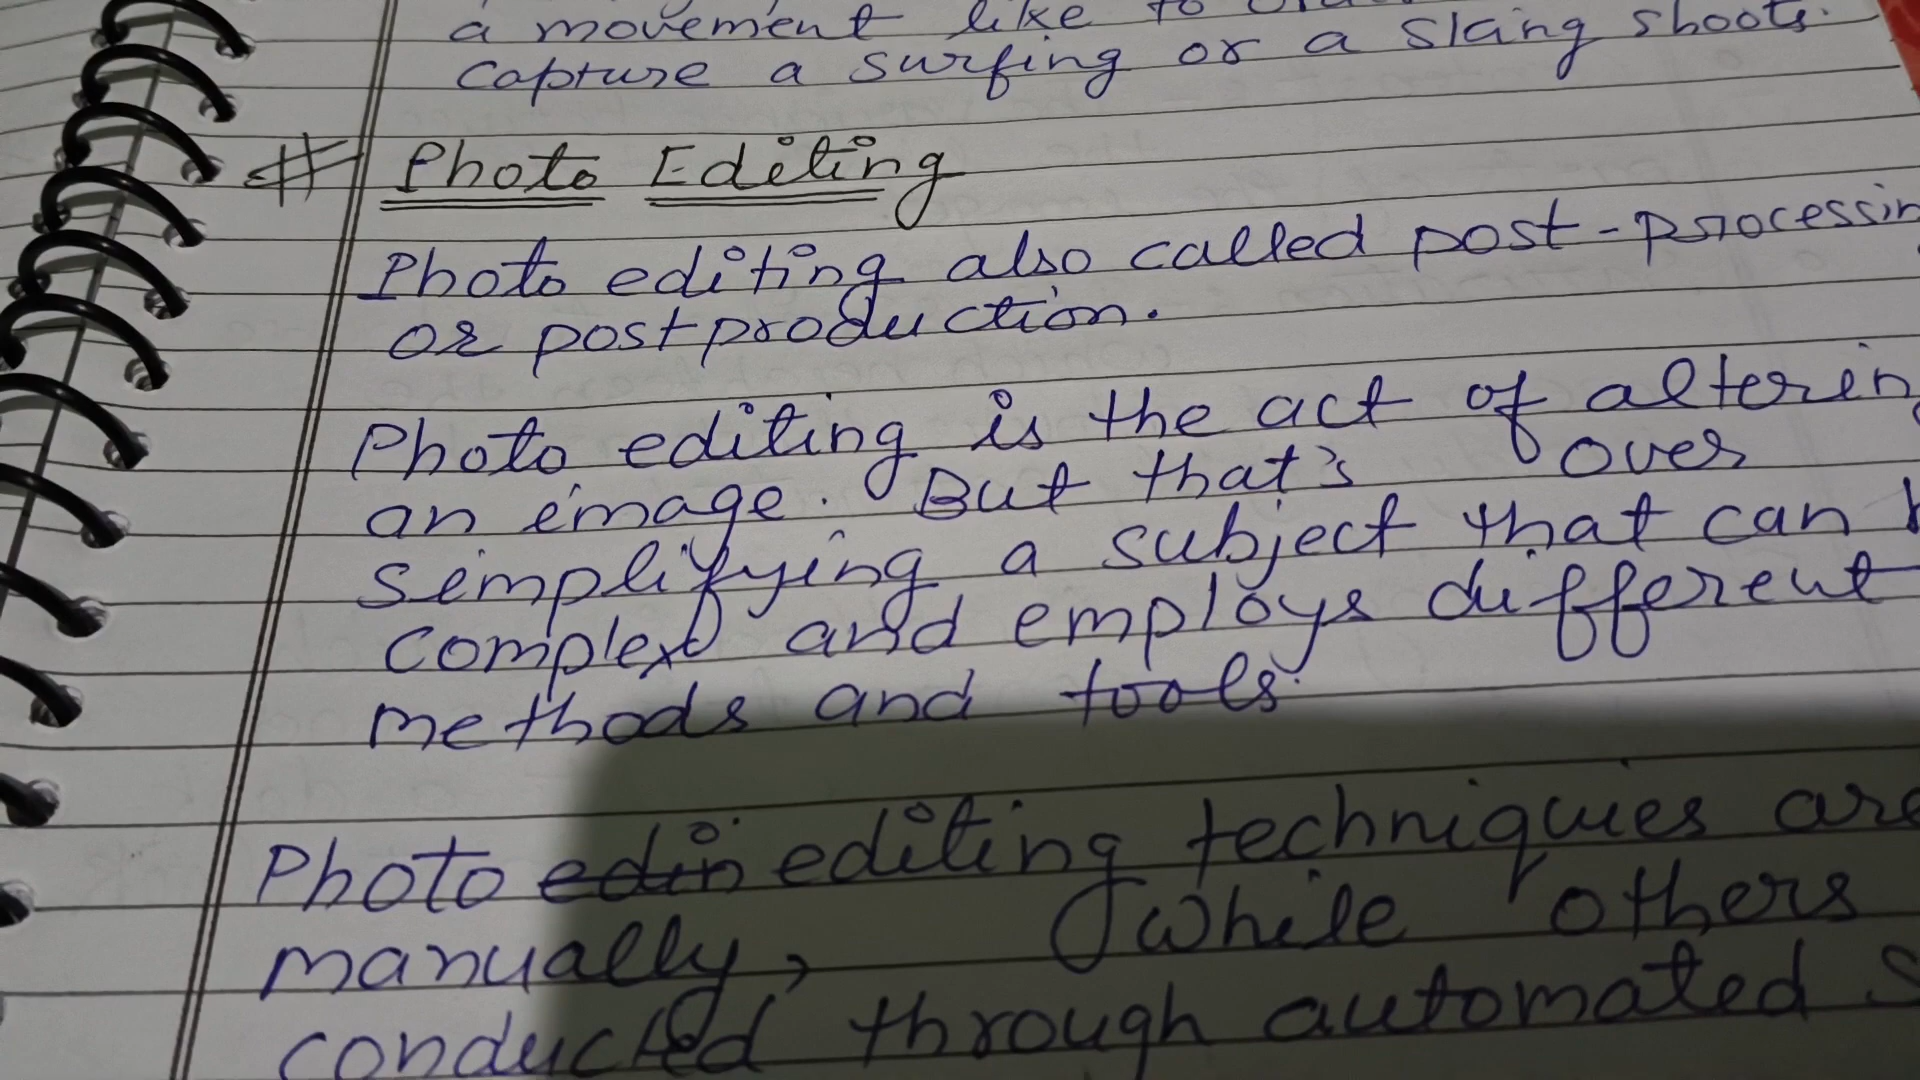 a movement like to
capture a surfing or a skiing shoots.
# Photo Editing
Photo editing also called post-processin
or postproduction.
Photo editing is the act of altering
an image. But that's over
simplifying a subject that can
complex and employs different
methods and tools.
Photo edin editing techniques are
manually, while others
conducted through automated s